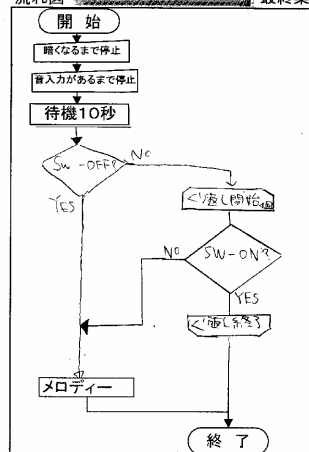 開　始
暗くなるまで停止
音入力があるまで停止
待機１０秒
SW-OFF?
NO
YES
くり返し開始
SW-ON?
NO
YES
くり返し終了
メロディー
終　了